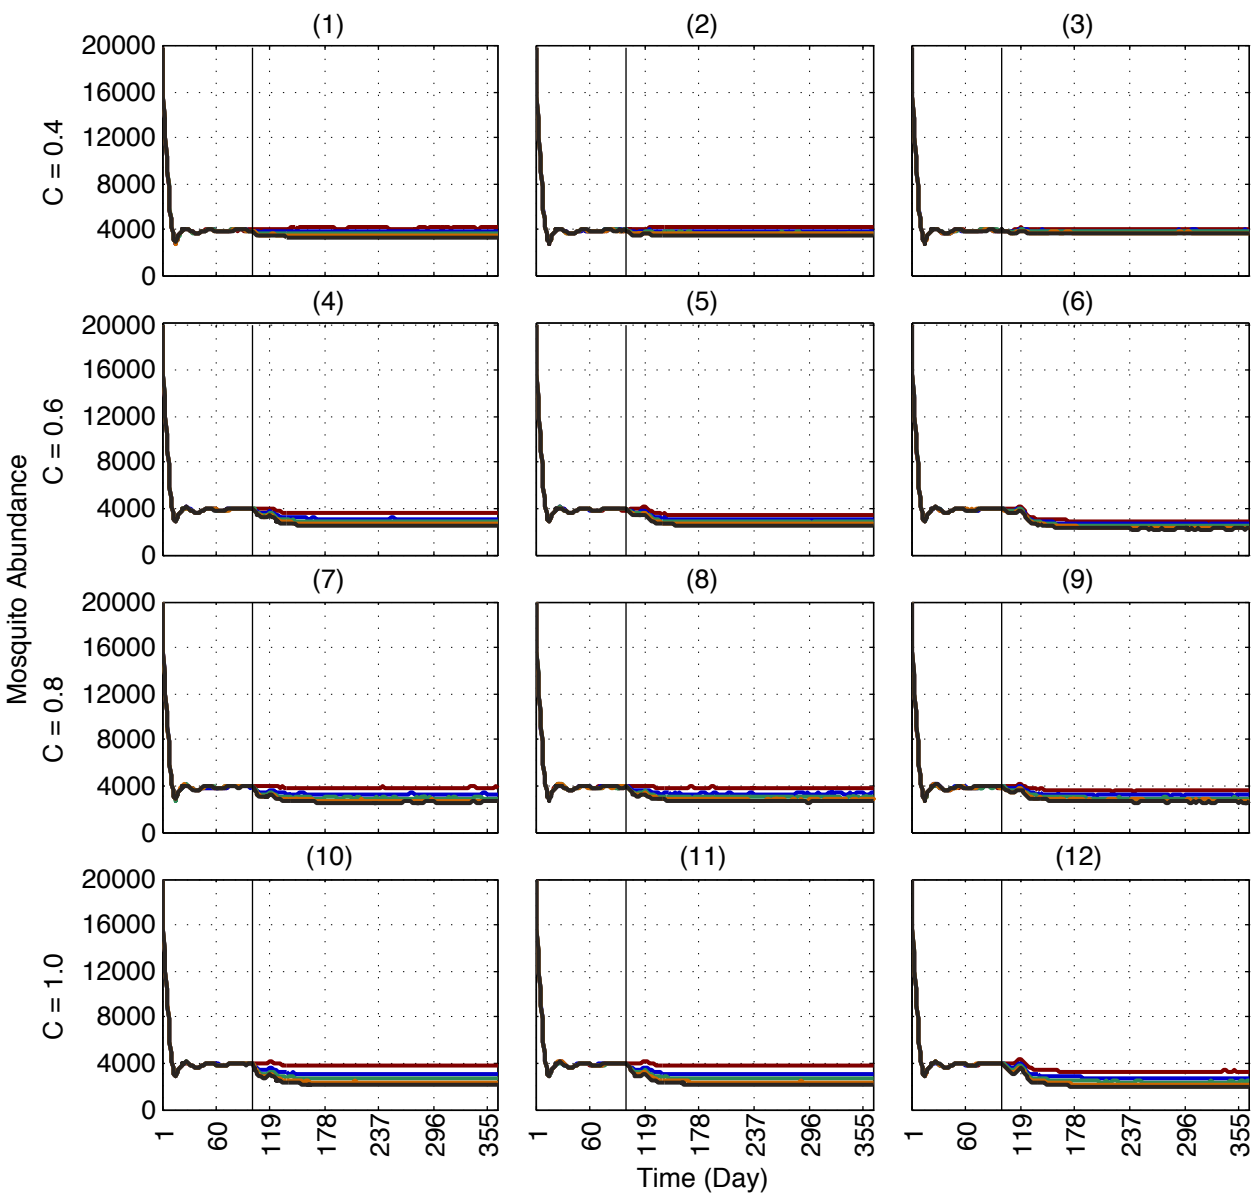 (1) (2) (3)
20000
16000
12000
8000
4000
0
C = 0.4
(4) (5) (6)
20000
16000
12000
8000
4000
0
C = 0.6
Mosquito Abundance
(7) (8) (9)
20000
16000
12000
8000
4000
0
C = 0.8
(10) (11) (12)
20000
16000
12000
8000
4000
0
C = 1.0
1 60 119 178 237 296 355 1 60 119 178 237 296 355 1 60 119 178 237 296 355
Time (Day)